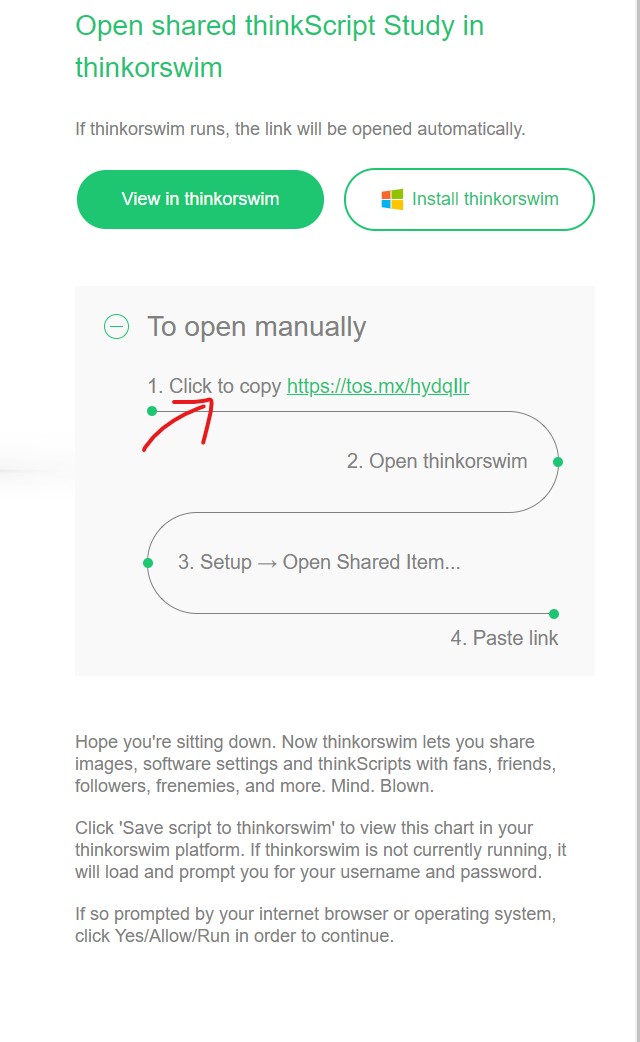 Open shared thinkScript Study in
thinkorswim
If thinkorswim runs, the link will be opened automatically.
View in thinkorswim
Install thinkorswim
To open manually
1. Click to copy https://tos.mx/hydqIlr
2. Open thinkorswim
3. Setup → Open Shared Item...
4. Paste link
Hope you're sitting down. Now thinkorswim lets you share
images, software settings and thinkScripts with fans, friends,
followers, frenemies, and more. Mind. Blown.
Click 'Save script to thinkorswim' to view this chart in your
thinkorswim platform. If thinkorswim is not currently running, it
will load and prompt you for your username and password.
If so prompted by your internet browser or operating system,
click Yes/Allow/Run in order to continue.